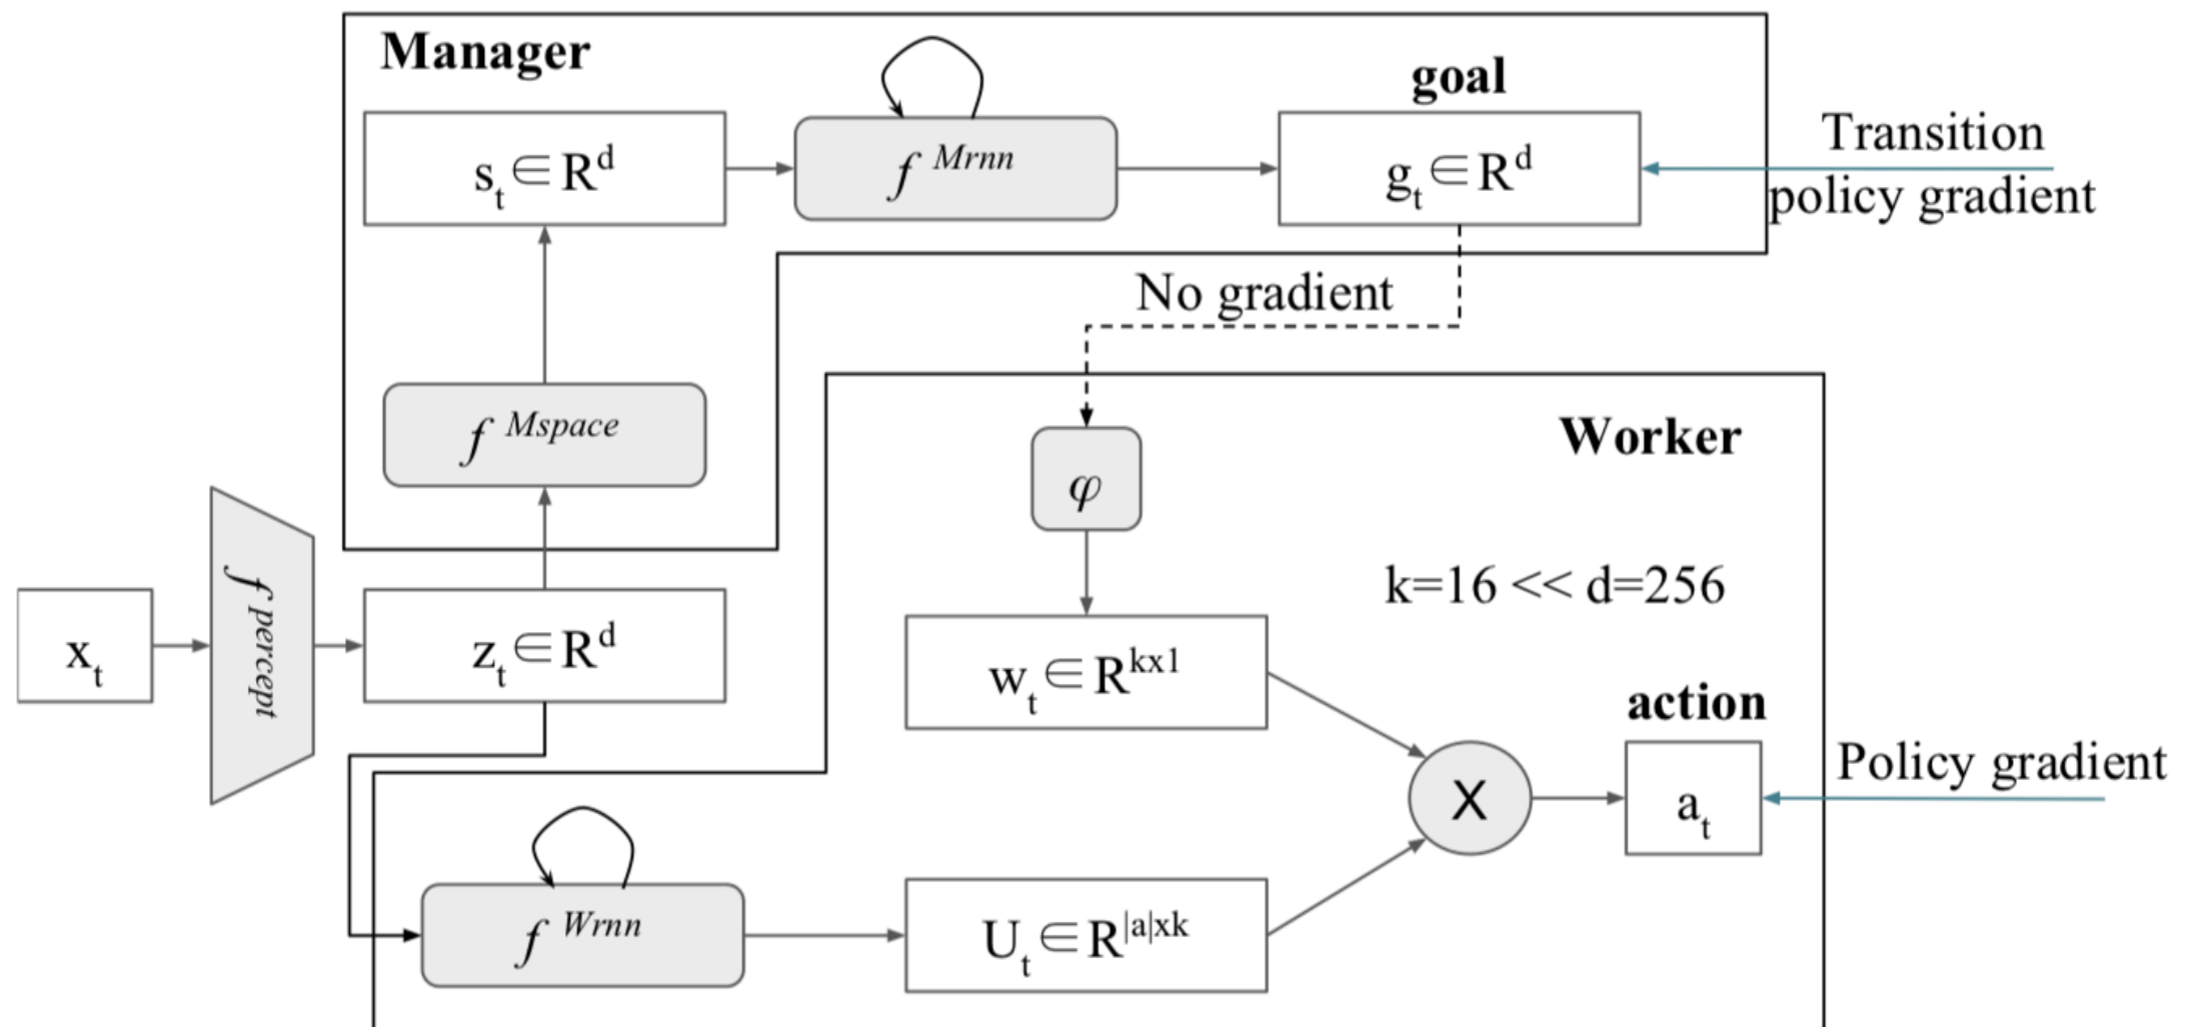 Manager
goal
s_t ∈ R^d
f^Mrnn
g_t ∈ R^d
Transition
policy gradient
No gradient
f^Mspace
Worker
φ
k=16 << d=256
x_t
f^percept
z_t ∈ R^d
w_t ∈ R^kx1
action
X
a_t
Policy gradient
f^Wrnn
U_t ∈ R^|a|xk